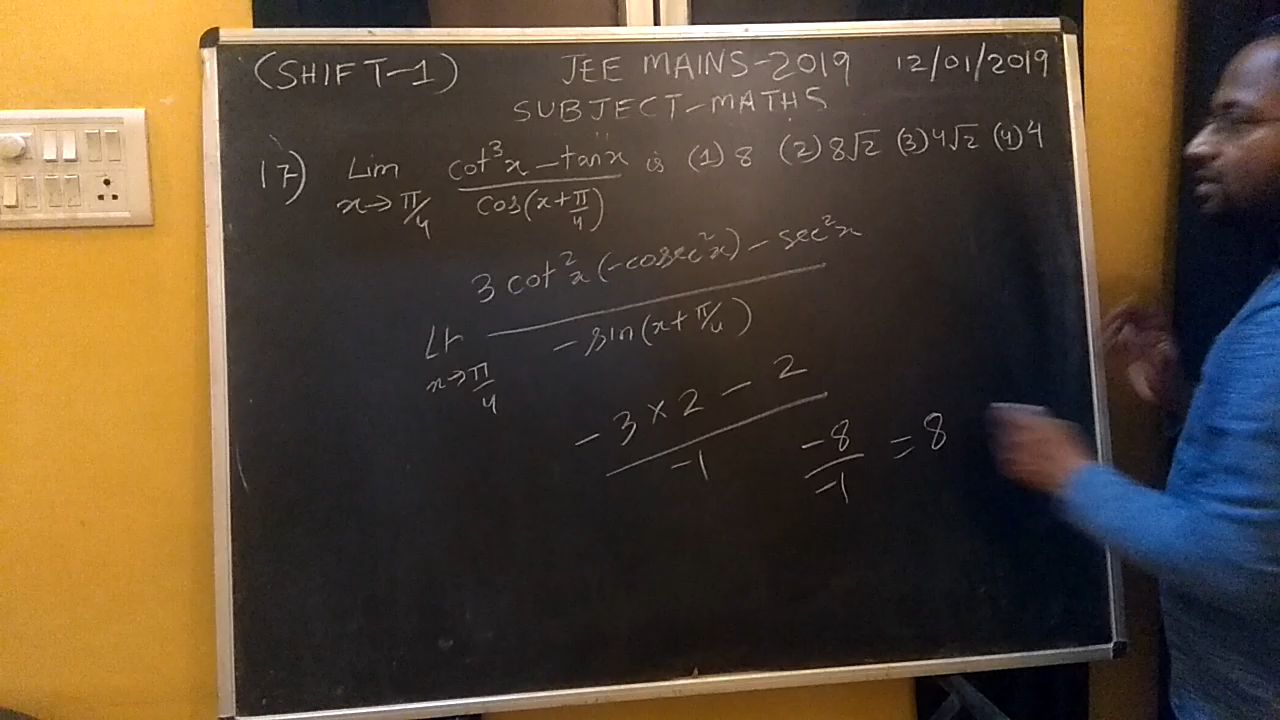 (SHIFT-1) JEE MAINS-2019 12/01/2019
SUBJECT-MATHS
17) Lim x→π/4 (cot³x - tanx)/(cos(x+π/4)) is (1) 8 (2) 8√2 (3) 4√2 (4) 4
Lt x→π/4 (3 cot²x (-cosec²x) - sec²x)/(-sin(x+π/4))
(-3×2-2)/(-1) -8/-1 = 8